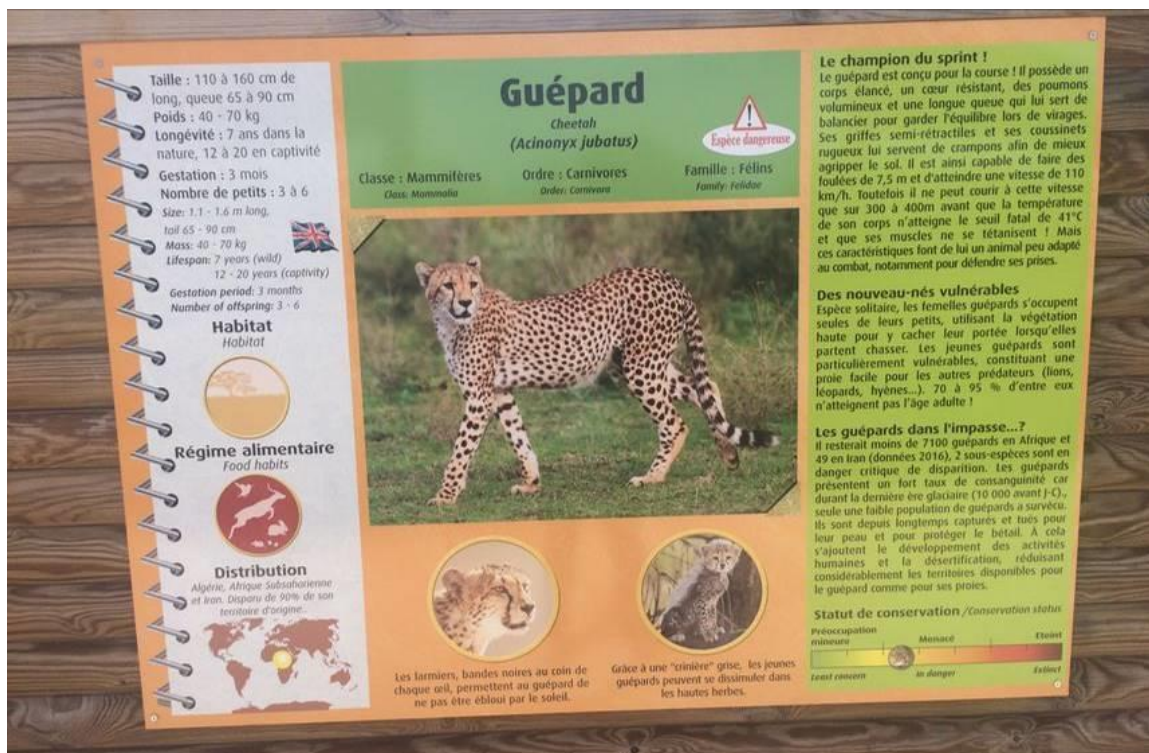 Taille : 110 à 160 cm de
long, queue 65 à 90 cm
Poids : 40 - 70 kg
Longévité : 7 ans dans la
nature, 12 à 20 en captivité
Gestation : 3 mois
Nombre de petits : 3 à 6
Size: 1.1 - 1.6 m long,
tail 65 - 90 cm
Mass: 40 - 70 kg
Lifespan: 7 years (wild)
12 - 20 years (captivity)
Gestation period: 3 months
Number of offspring: 3 - 6
Habitat
Habitat
Régime alimentaire
Food habits
Distribution
Algérie, Afrique Subsaharienne
et Iran. Disparu de 90% de son
territoire d'origine...
Guépard
Cheetah
(Acinonyx jubatus)
Espèce dangereuse
Classe : Mammifères
Class: Mammalia
Ordre : Carnivores
Order: Carnivora
Famille : Félins
Family: Felidae
Les larmiers, bandes noires au coin de
chaque œil, permettent au guépard de
ne pas être ébloui par le soleil.
Grâce à une "crinière" grise, les jeunes
guépards peuvent se dissimuler dans
les hautes herbes.
Le champion du sprint !
Le guépard est conçu pour la course ! Il possède un
corps élancé, un cœur résistant, des poumons
volumineux et une longue queue qui lui sert de
balancier pour garder l'équilibre lors de virages.
Ses griffes semi-rétractiles et ses coussinets
rugueux lui servent de crampons afin de mieux
agripper le sol. Il est ainsi capable de faire des
foulées de 7,5 m et d'atteindre une vitesse de 110
km/h. Toutefois il ne peut courir à cette vitesse
que sur 300 à 400m avant que la température
de son corps n'atteigne le seuil fatal de 41°C
et que ses muscles ne se tétanisent ! Mais
ces caractéristiques font de lui un animal peu adapté
au combat, notamment pour défendre ses prises.
Des nouveau-nés vulnérables
Espèce solitaire, les femelles guépards s'occupent
seules de leurs petits, utilisant la végétation
haute pour y cacher leur portée lorsqu'elles
partent chasser. Les jeunes guépards sont
particulièrement vulnérables, constituant une
proie facile pour les autres prédateurs (lions,
léopards, hyènes...). 70 à 95 % d'entre eux
n'atteignent pas l'âge adulte !
Les guépards dans l'impasse...?
Il resterait moins de 7100 guépards en Afrique et
49 en Iran (données 2016), 2 sous-espèces sont en
danger critique de disparition. Les guépards
présentent un fort taux de consanguinité car
durant la dernière ère glaciaire (10 000 avant J-C).,
seule une faible population de guépards a survécu.
Ils sont depuis longtemps capturés et tués pour
leur peau et pour protéger le bétail. À cela
s'ajoutent le développement des activités
humaines et la désertification, réduisant
considérablement les territoires disponibles pour
le guépard comme pour ses proies.
Statut de conservation /Conservation status
Préoccupation
mineure
Menacé
Eteint
Least concern
in danger
Extinct